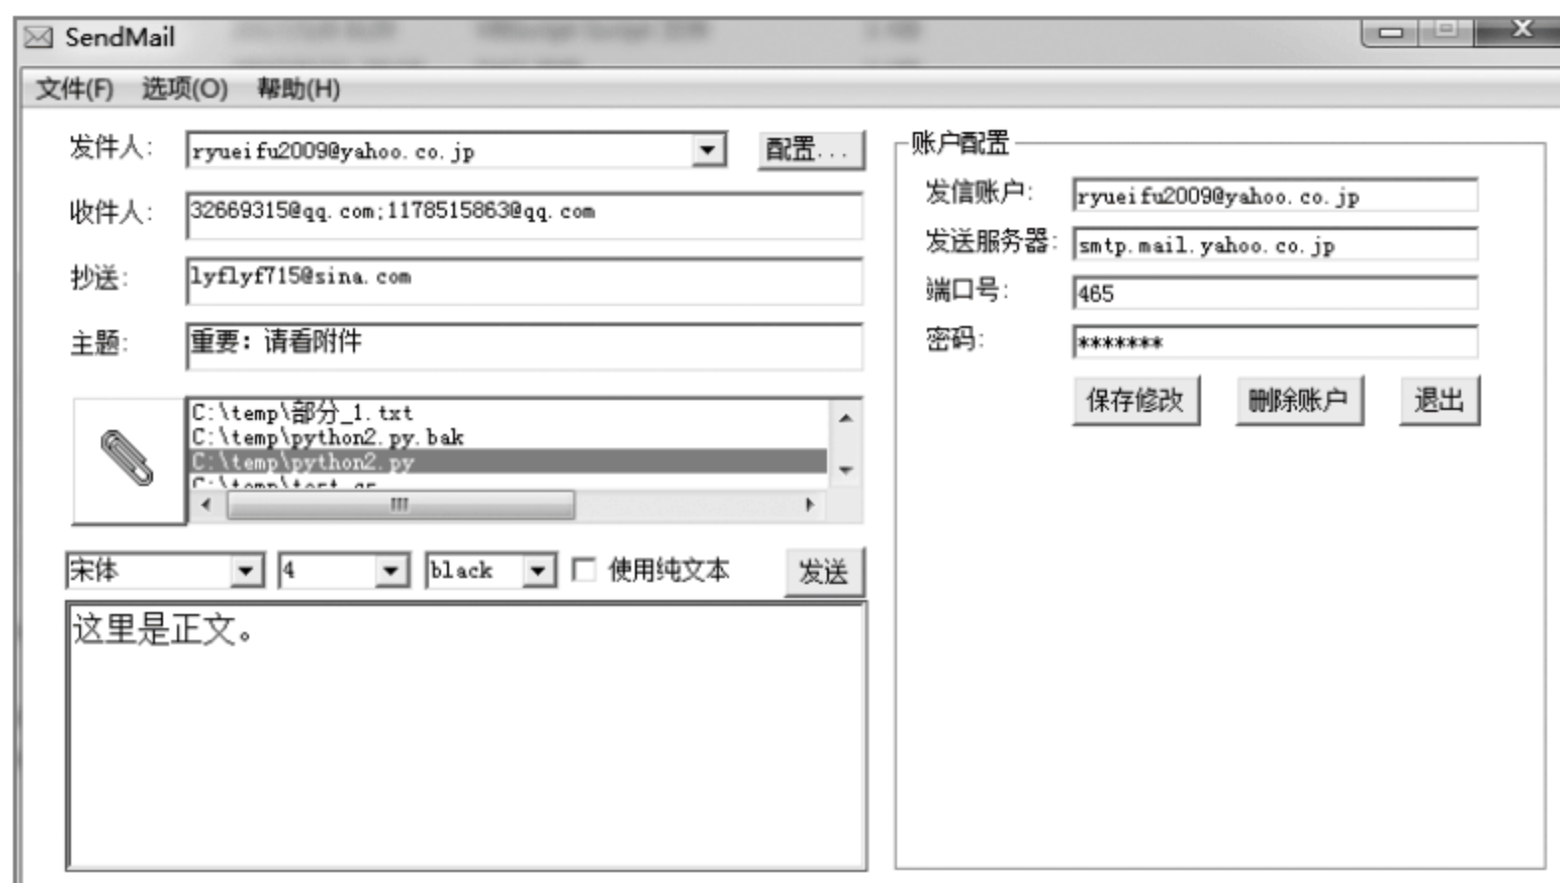 SendMail
文件(F) 选项(O) 帮助(H)
发件人: ryueifu2009@yahoo.co.jp 配置...
收件人: 32669315@qq.com;1178515863@qq.com
抄送: lyflyf715@sina.com
主题: 重要：请看附件
C:\temp\部分_1.txt
C:\temp\python2.py.bak
C:\temp\python2.py
宋体 4 black 使用纯文本 发送
这里是正文。
账户配置
发信账户: ryueifu2009@yahoo.co.jp
发送服务器: smtp.mail.yahoo.co.jp
端口号: 465
密码: *******
保存修改 删除账户 退出